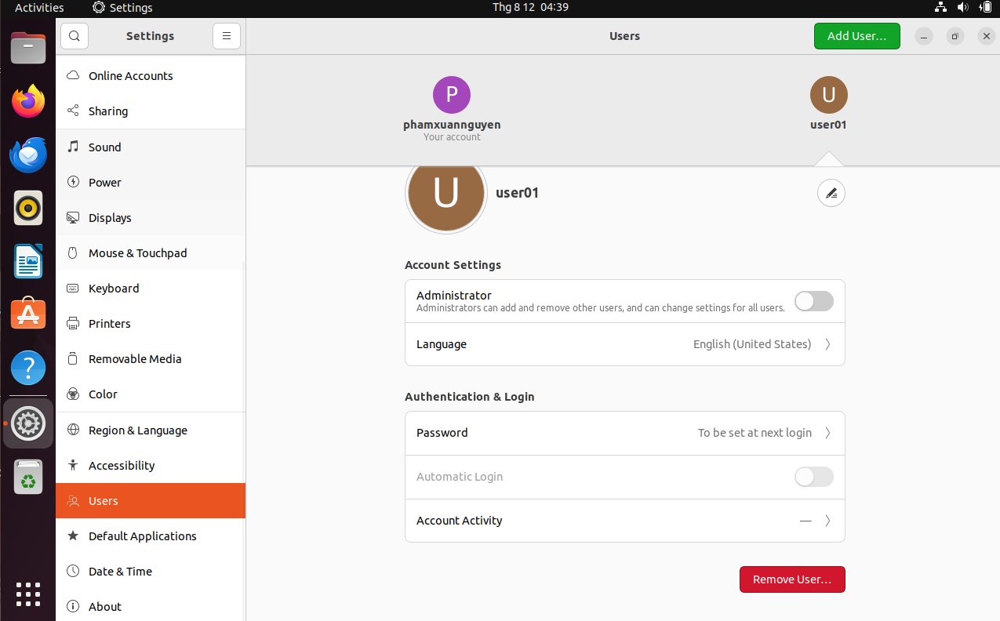 Activities
Settings
Thg 8 12 04:39
Settings
Users
Add User…
Online Accounts
Sharing
Sound
Power
Displays
Mouse & Touchpad
Keyboard
Printers
Removable Media
Color
Region & Language
Accessibility
Users
Default Applications
Date & Time
About
P
phamxuannguyen
Your account
U
user01
U
user01
Account Settings
Administrator
Administrators can add and remove other users, and can change settings for all users.
Language
English (United States)
Authentication & Login
Password
To be set at next login
Automatic Login
Account Activity
—
Remove User…